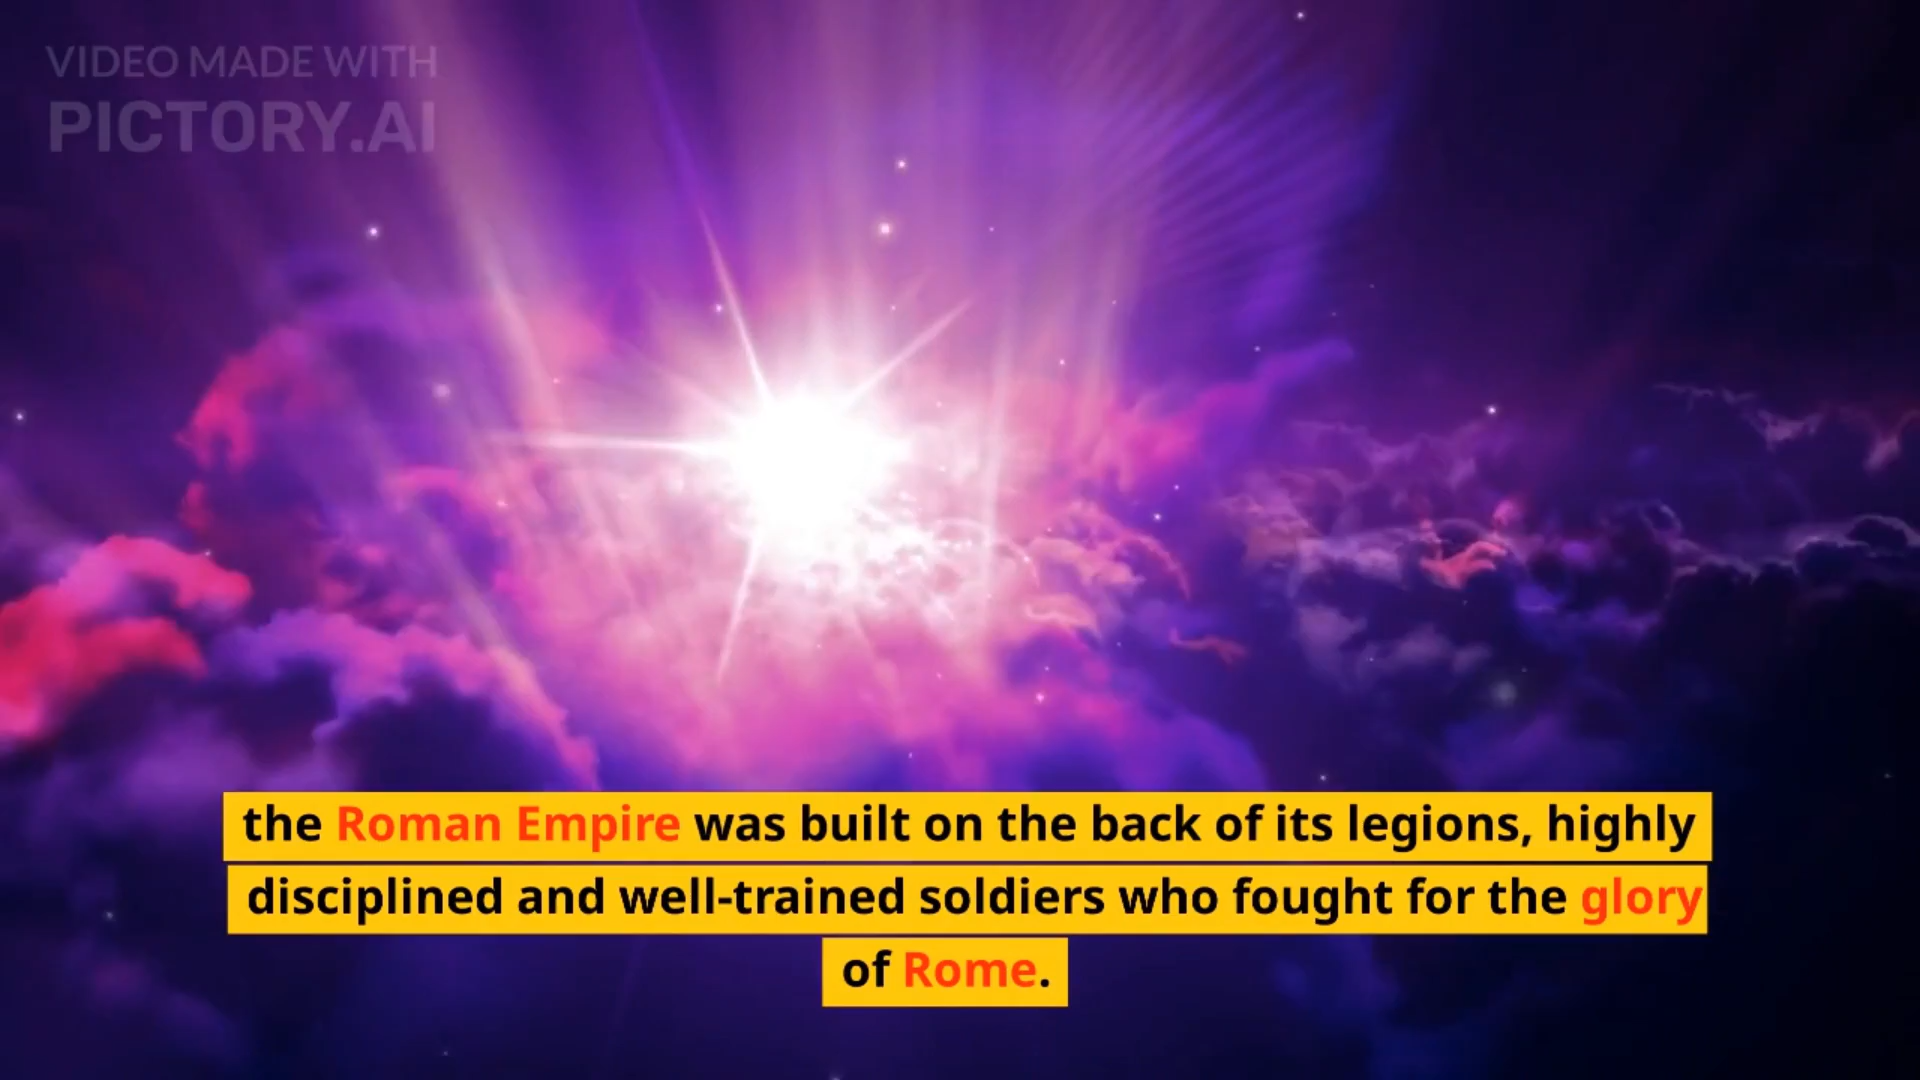 VIDEO MADE WITH
PICTORY.AI
the Roman Empire was built on the back of its legions, highly
disciplined and well-trained soldiers who fought for the glory
of Rome.